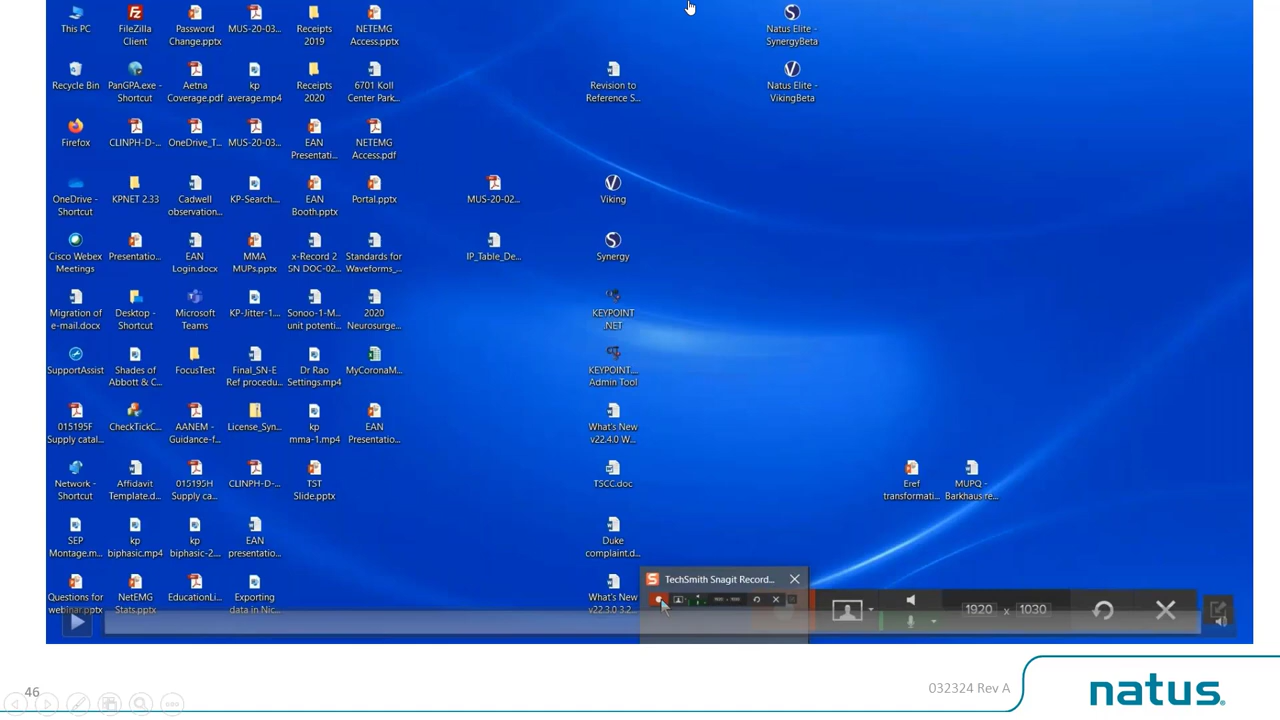 This PC
FileZilla
Client
Password
Change.pptx
MUS-20-03...
Receipts
2019
NETEMG
Access.pptx
Natus Elite -
SynergyBeta
Recycle Bin
PanGPA.exe -
Shortcut
Aetna
Coverage.pdf
kp
average.mp4
Receipts
2020
6701 Koll
Center Park...
Revision to
Reference S...
Natus Elite -
VikingBeta
Firefox
CLINPH-D-...
OneDrive_T...
MUS-20-03...
EAN
Presentati...
NETEMG
Access.pdf
OneDrive -
Shortcut
KPNET 2.33
Cadwell
observation...
KP-Search....
EAN
Booth.pptx
Portal.pptx
MUS-20-02...
Viking
Cisco Webex
Meetings
Presentatio...
EAN
Login.docx
MMA
MUPs.pptx
x-Record 2
SN DOC-02...
Standards for
Waveforms_...
IP_Table_De...
Synergy
Migration of
e-mail.docx
Desktop -
Shortcut
Microsoft
Teams
KP-Jitter-1....
Sonoo-1-M...
unit potenti...
2020
Neurosurge...
KEYPOINT
.NET
SupportAssist
Shades of
Abbott & C...
FocusTest
Final_SN-E
Ref procedu...
Dr Rao
Settings.mp4
MyCoronaM...
KEYPOINT....
Admin Tool
015195F
Supply catal...
CheckTickC...
AANEM -
Guidance-f...
License_Syn...
kp
mma-1.mp4
EAN
Presentatio...
What's New
v22.4.0 W...
Network -
Shortcut
Affidavit
Template.d...
015195H
Supply ca...
CLINPH-D-...
TST
Slide.pptx
TSCC.doc
Eref
transformati...
MUPQ -
Barkhaus re...
SEP
Montage.m...
kp
biphasic.mp4
kp
biphasic-2....
EAN
presentatio...
Duke
complaint.d...
Questions for
webinar.pptx
NetEMG
Stats.pptx
EducationLi...
Exporting
data in Nic...
What's New
v22.3.0 3.2...
TechSmith Snagit Record...
1920 x 1030
46
032324 Rev A
natus.